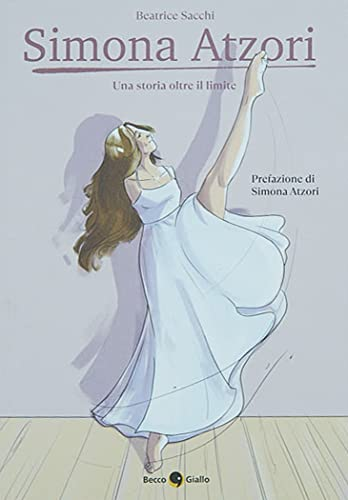 Beatrice Sacchi
Simona Atzori
Una storia oltre il limite
Prefazione di
Simona Atzori
Becco Giallo